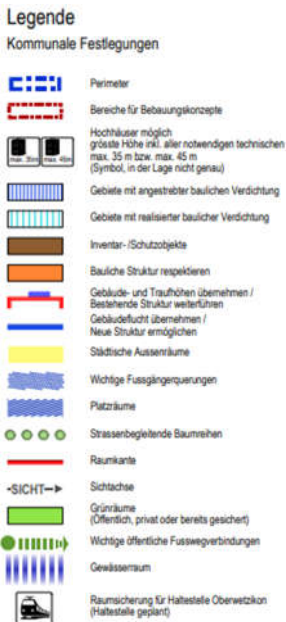 Legende
Kommunale Festlegungen
Perimeter
Bereiche für Bebauungskonzepte
Hochhäuser möglich
grösste Höhe inkl. aller notwendigen technischen
max. 35 m bzw. max. 45 m
(Symbol, in der Lage nicht genau)
max. 35m
max. 45m
Gebiete mit angestrebter baulichen Verdichtung
Gebiete mit realisierter baulicher Verdichtung
Inventar- /Schutzobjekte
Bauliche Struktur respektieren
Gebäude- und Traufhöhen übernehmen /
Bestehende Struktur weiterführen
Gebäudeflucht übernehmen /
Neue Struktur ermöglichen
Städtische Aussenräume
Wichtige Fussgängerquerungen
Platzräume
Strassenbegleitende Baumreihen
Raumkante
-SICHT-
Sichtachse
Grünräume
(Öffentlich, privat oder bereits gesichert)
Wichtige öffentliche Fusswegverbindungen
Gewässerraum
Raumsicherung für Haltestelle Oberwetzikon
(Haltestelle geplant)